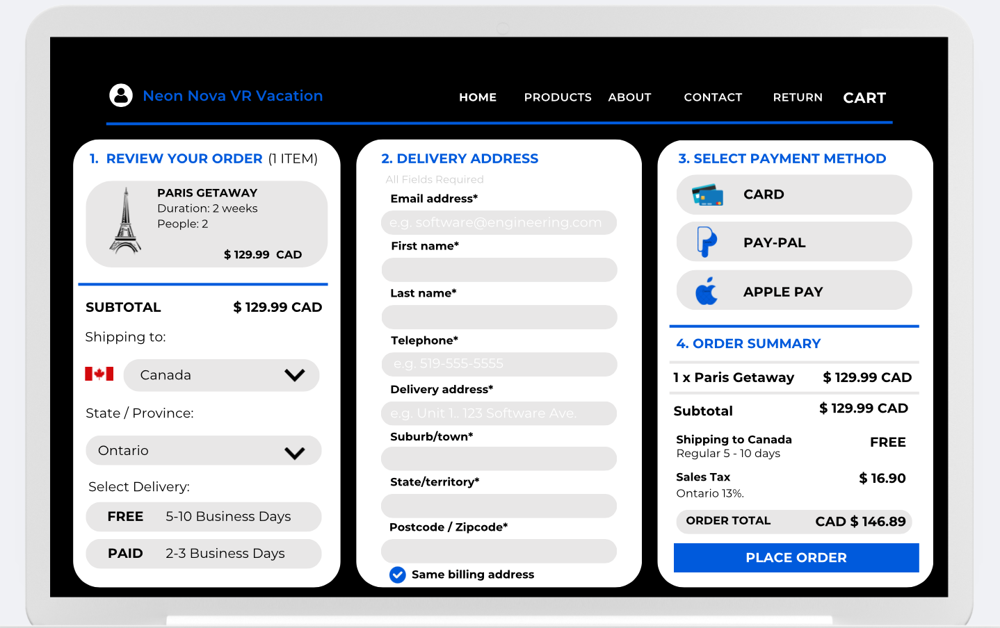 Neon Nova VR Vacation
HOME PRODUCTS ABOUT CONTACT RETURN CART
1. REVIEW YOUR ORDER (1 ITEM)
PARIS GETAWAY
Duration: 2 weeks
People: 2
$ 129.99 CAD
SUBTOTAL $ 129.99 CAD
Shipping to:
Canada
State / Province:
Ontario
Select Delivery:
FREE 5-10 Business Days
PAID 2-3 Business Days
2. DELIVERY ADDRESS
All Fields Required
Email address*
e.g. software@engineering.com
First name*
Last name*
Telephone*
e.g. 519-555-5555
Delivery address*
e.g. Unit 1.. 123 Software Ave.
Suburb/town*
State/territory*
Postcode / Zipcode*
Same billing address
3. SELECT PAYMENT METHOD
CARD
PAY-PAL
APPLE PAY
4. ORDER SUMMARY
1 x Paris Getaway $ 129.99 CAD
Subtotal $ 129.99 CAD
Shipping to Canada FREE
Regular 5 - 10 days
Sales Tax $ 16.90
Ontario 13%.
ORDER TOTAL CAD $ 146.89
PLACE ORDER